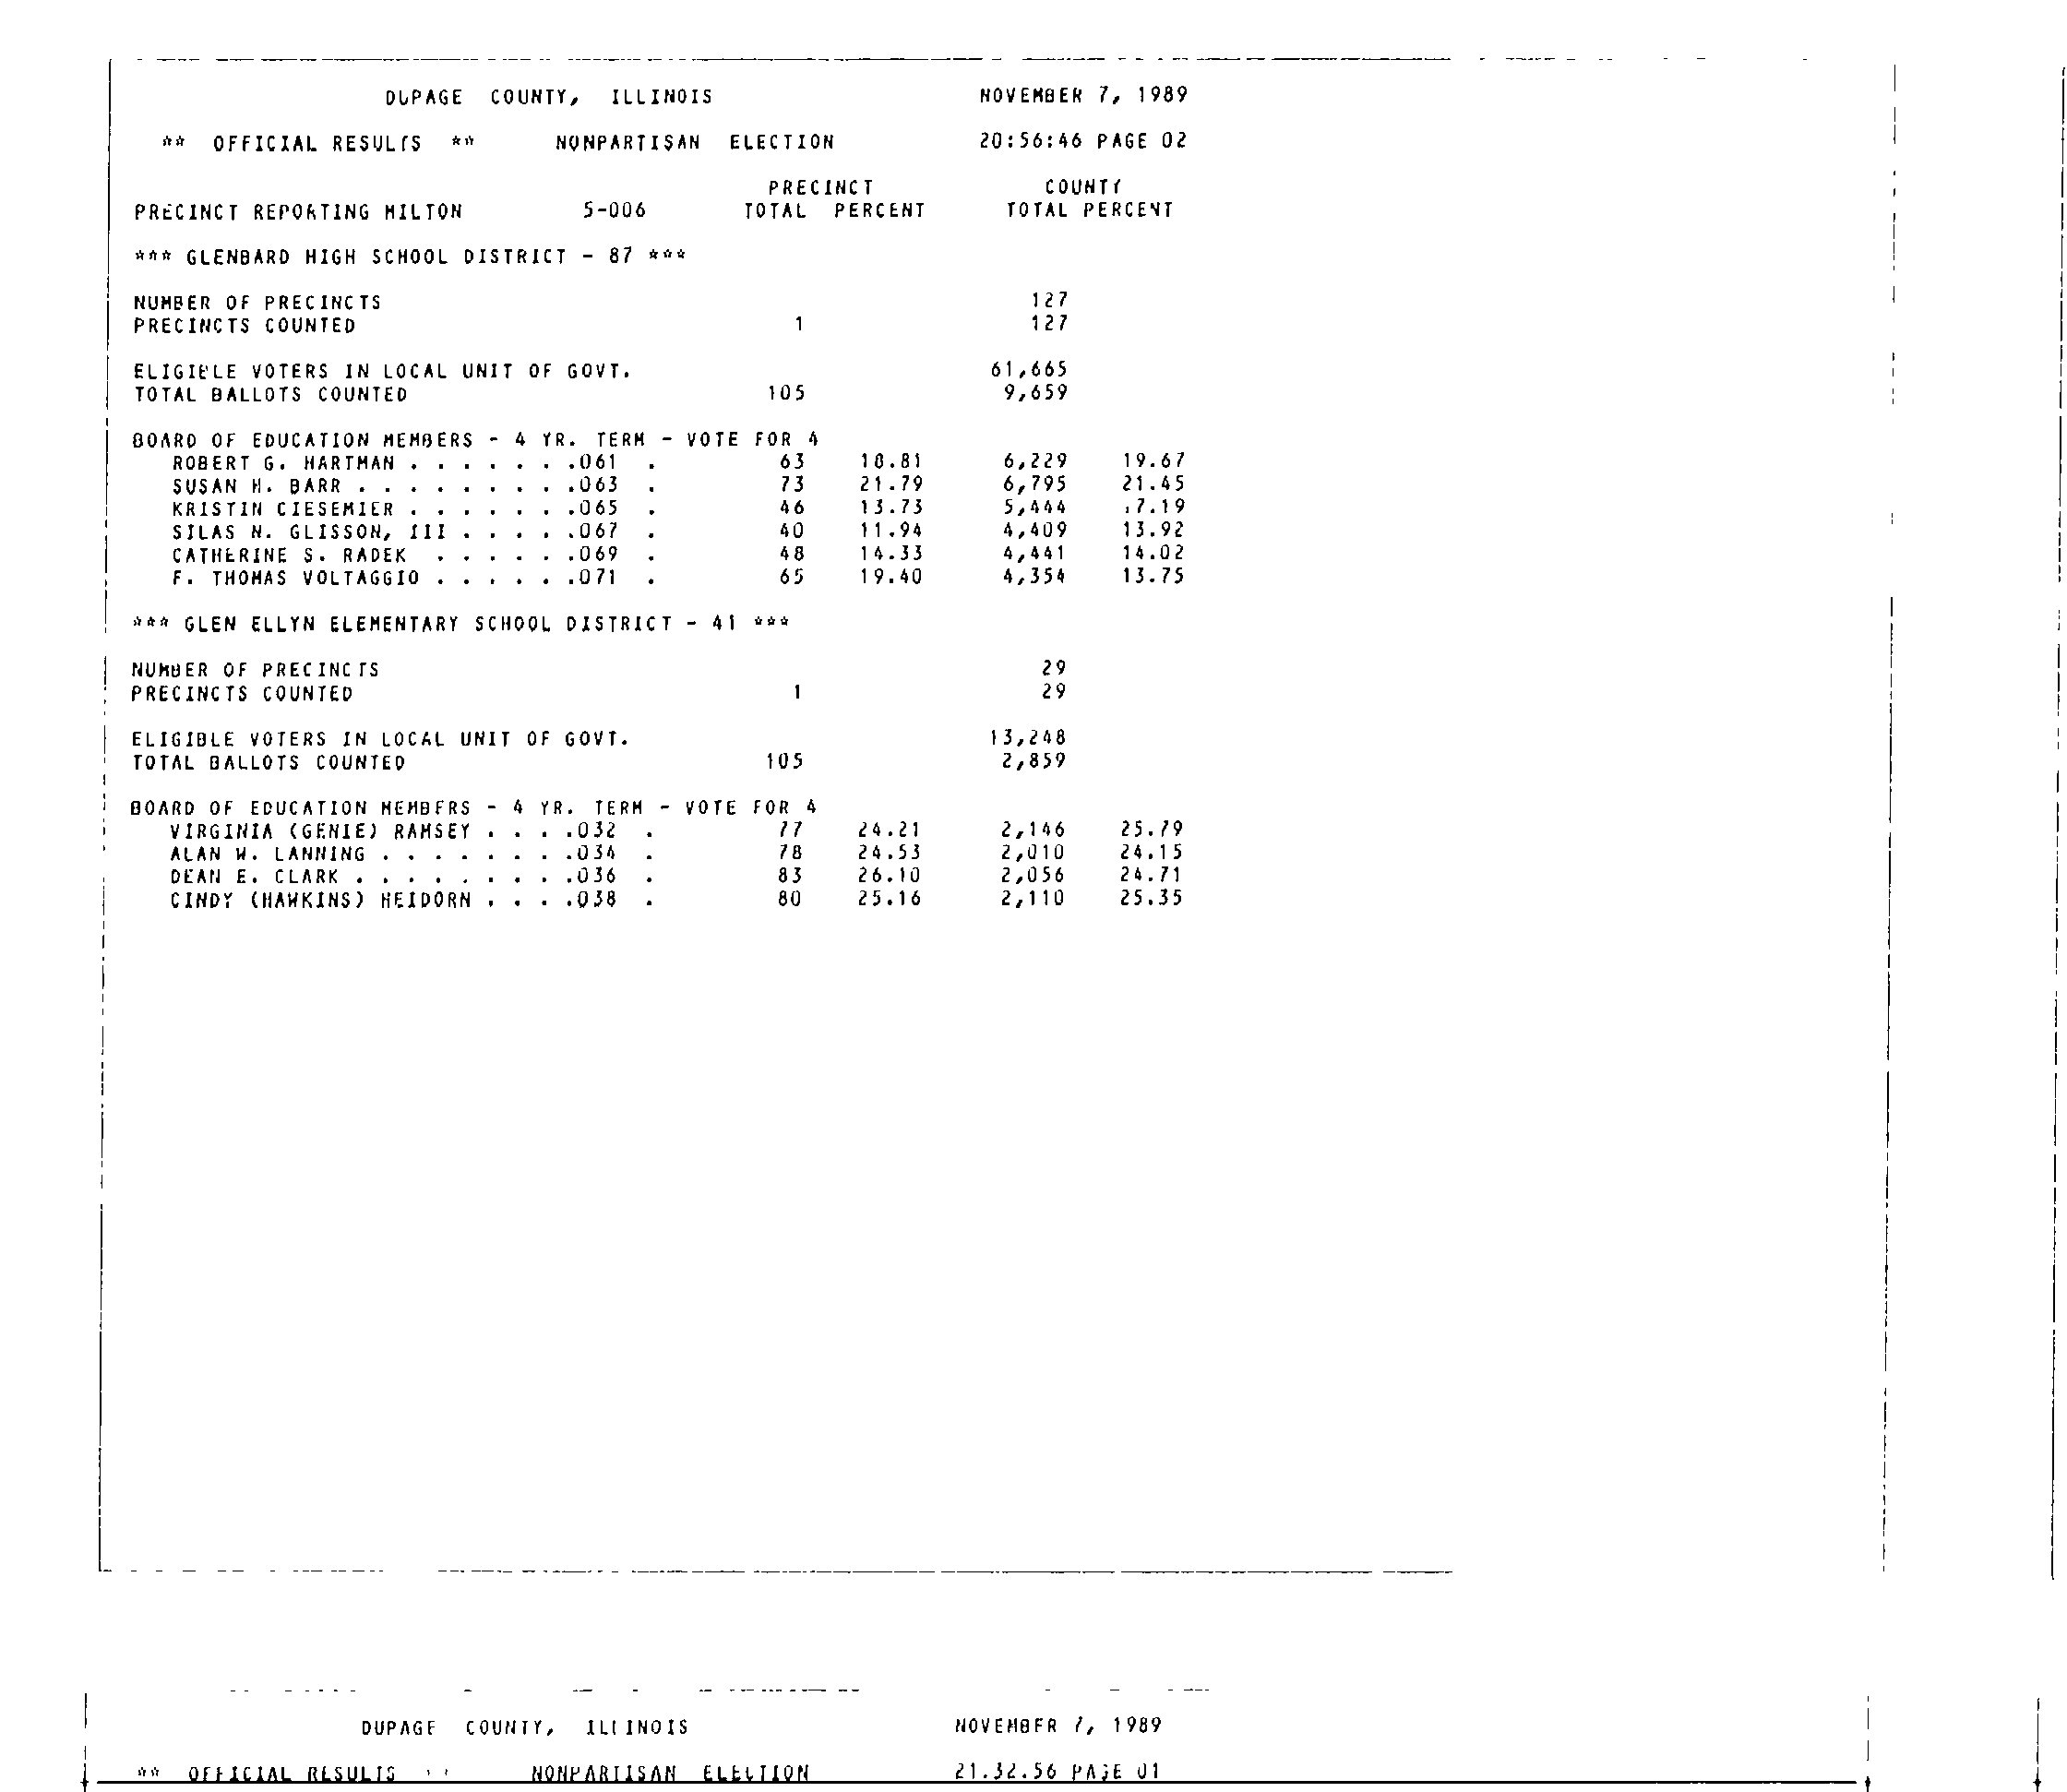 DUPAGE COUNTY, ILLINOIS NOVEMBER 7, 1989
** OFFICIAL RESULTS ** NONPARTISAN ELECTION 20:56:46 PAGE 02
PRECINCT COUNTY
PRECINCT REPORTING MILTON 5-006 TOTAL PERCENT TOTAL PERCENT
*** GLENBARD HIGH SCHOOL DISTRICT - 87 ***
NUMBER OF PRECINCTS 127
PRECINCTS COUNTED 1 127
ELIGIBLE VOTERS IN LOCAL UNIT OF GOVT. 61,665
TOTAL BALLOTS COUNTED 105 9,659
BOARD OF EDUCATION MEMBERS - 4 YR. TERM - VOTE FOR 4
ROBERT G. HARTMAN . . . . . . .061 . 63 18.81 6,229 19.67
SUSAN H. BARR . . . . . . . . .063 . 73 21.79 6,795 21.45
KRISTIN CIESEMIER . . . . . . .065 . 46 13.73 5,444 17.19
SILAS N. GLISSON, III . . . . .067 . 40 11.94 4,409 13.92
CATHERINE S. RADEK . . . . . .069 . 48 14.33 4,441 14.02
F. THOMAS VOLTAGGIO . . . . . .071 . 65 19.40 4,354 13.75
*** GLEN ELLYN ELEMENTARY SCHOOL DISTRICT - 41 ***
NUMBER OF PRECINCTS 29
PRECINCTS COUNTED 1 29
ELIGIBLE VOTERS IN LOCAL UNIT OF GOVT. 13,248
TOTAL BALLOTS COUNTED 105 2,859
BOARD OF EDUCATION MEMBERS - 4 YR. TERM - VOTE FOR 4
VIRGINIA (GENIE) RAMSEY . . . .032 . 77 24.21 2,146 25.79
ALAN W. LANNING . . . . . . . .034 . 78 24.53 2,010 24.15
DEAN E. CLARK . . . . . . . . .036 . 83 26.10 2,056 24.71
CINDY (HAWKINS) HEIDORN . . . .038 . 80 25.16 2,110 25.35
DUPAGE COUNTY, ILLINOIS NOVEMBER 7, 1989
** OFFICIAL RESULTS ** NONPARTISAN ELECTION 21.32.56 PAGE 01